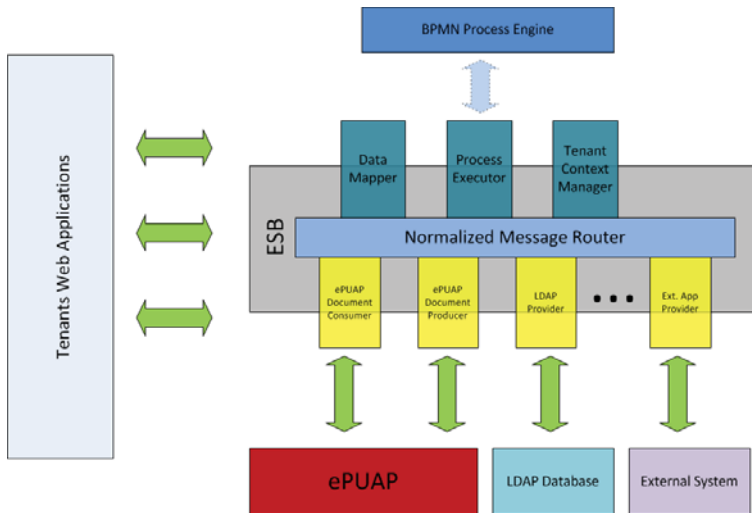 BPMN Process Engine
Tenants Web Applications
Data
Mapper
Process
Executor
Tenant
Context
Manager
ESB
Normalized Message Router
ePUAP
Document
Consumer
ePUAP
Document
Producer
LDAP
Provider
...
Ext. App
Provider
ePUAP
LDAP Database
External System